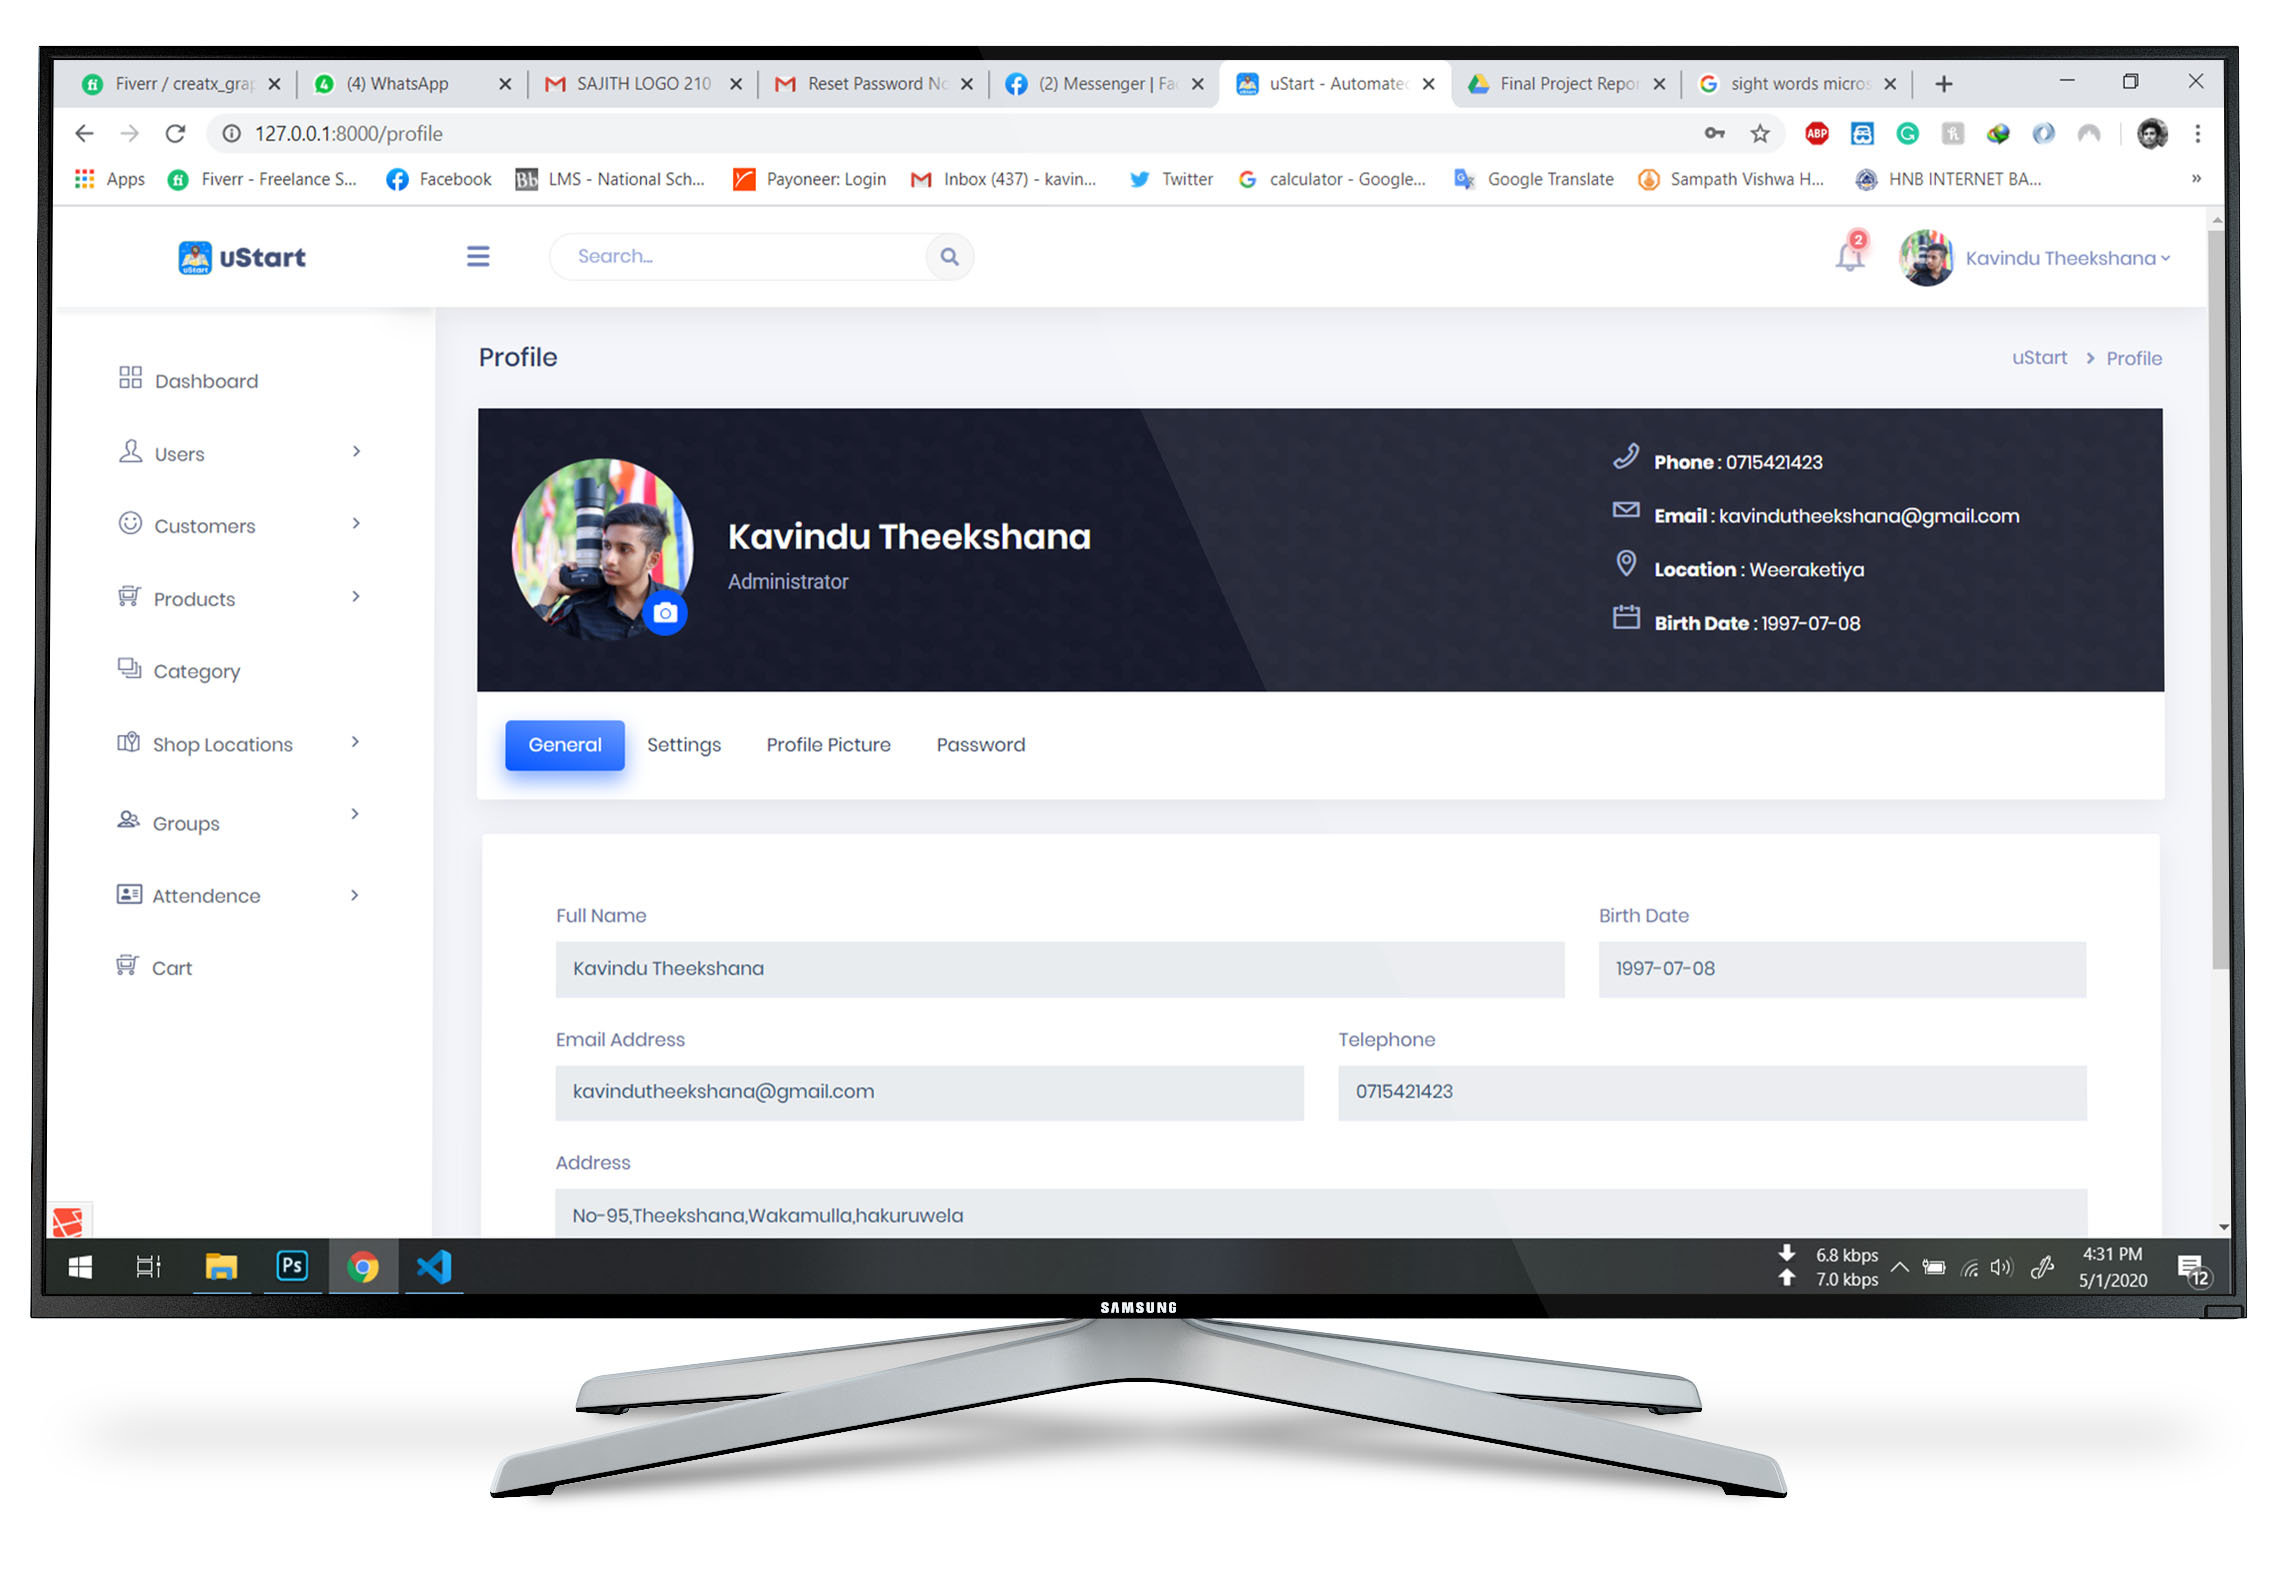 Fiverr / creatx_grap
(4) WhatsApp
SAJITH LOGO 210
Reset Password No
(2) Messenger | Fac
uStart - Automated
Final Project Repor
sight words micros
127.0.0.1:8000/profile
ABP
Apps
Fiverr - Freelance S...
Facebook
Bb
LMS - National Sch...
Payoneer: Login
Inbox (437) - kavin...
Twitter
calculator - Google...
Google Translate
Sampath Vishwa H...
HNB INTERNET BA...
»
uStart
uStart
Search...
2
Kavindu Theekshana
Profile
uStart > Profile
Dashboard
Users
Customers
Products
Category
Shop Locations
Groups
Attendence
Cart
Kavindu Theekshana
Administrator
Phone : 0715421423
Email : kavindutheekshana@gmail.com
Location : Weeraketiya
Birth Date : 1997-07-08
General
Settings
Profile Picture
Password
Full Name
Birth Date
Kavindu Theekshana
1997-07-08
Email Address
Telephone
kavindutheekshana@gmail.com
0715421423
Address
No-95,Theekshana,Wakamulla,hakuruwela
Ps
6.8 kbps
7.0 kbps
4:31 PM
5/1/2020
12
SAMSUNG